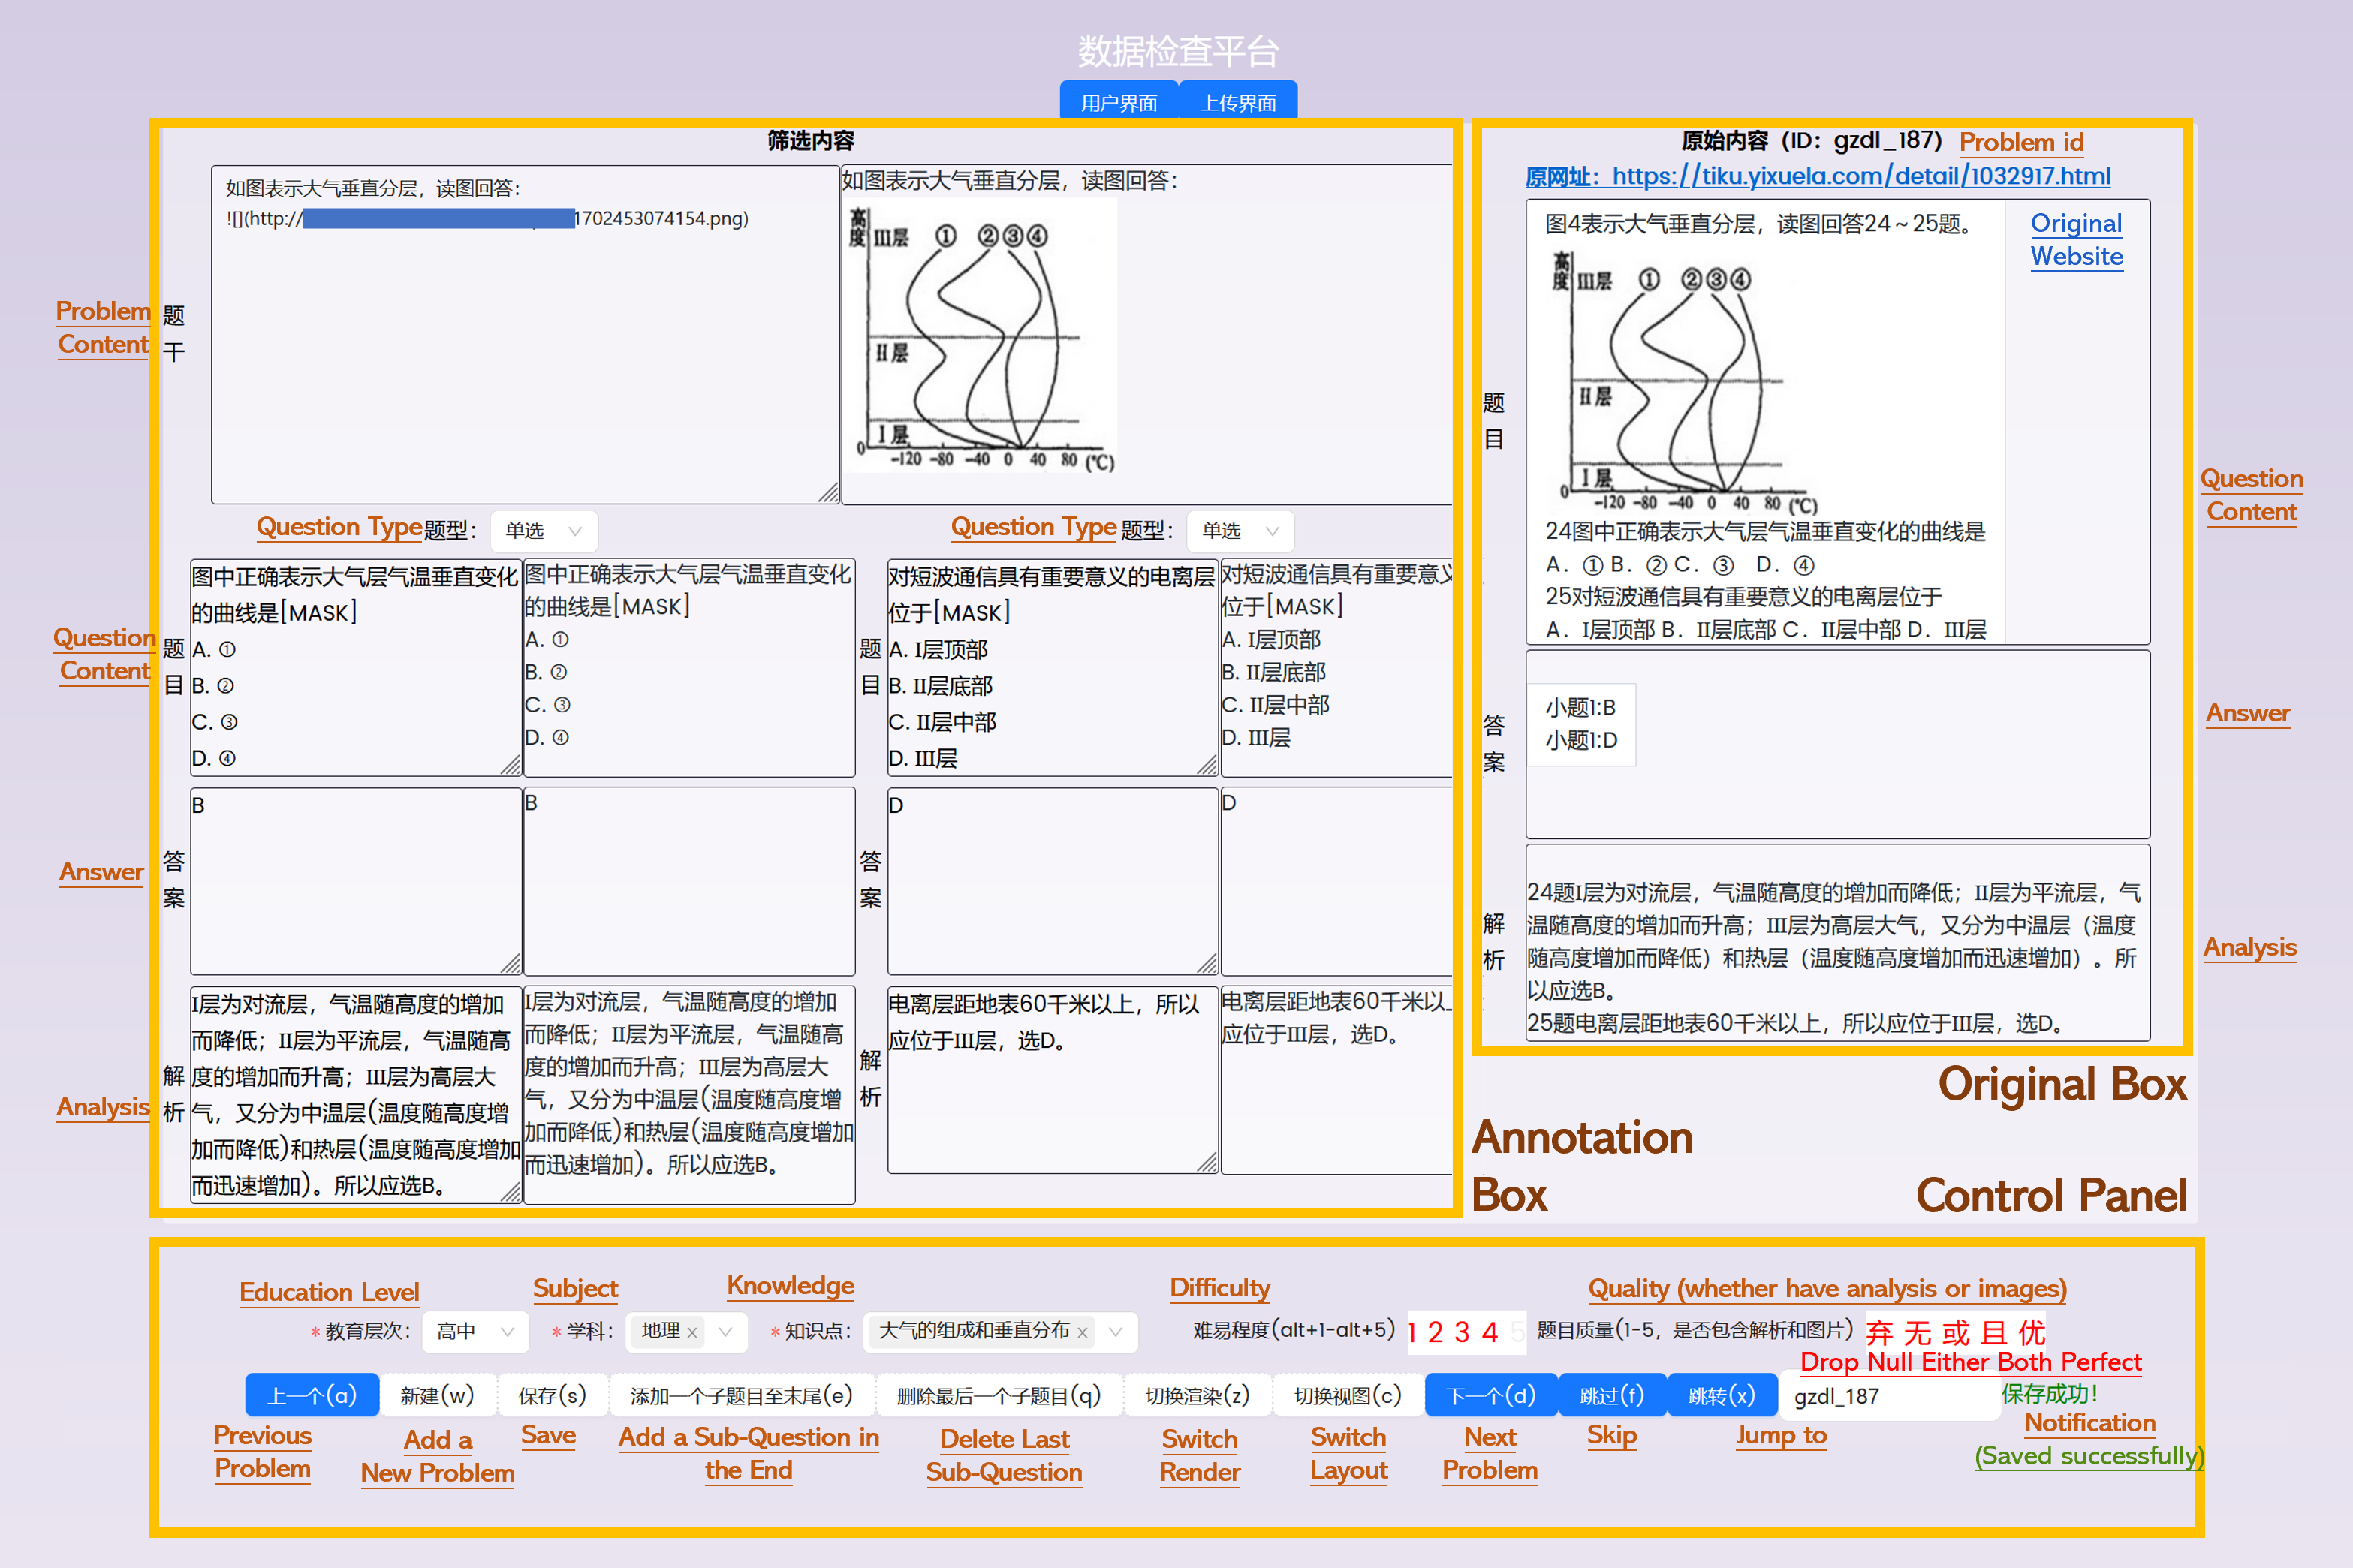 数据检查平台
用户界面
上传界面
筛选内容
如图表示大气垂直分层，读图回答：
![](http://
1702453074154.png)
如图表示大气垂直分层，读图回答：
高度
III层
① ② ③ ④
II层
I层
0
-120 -80 -40 0 40 80 (℃)
Problem
Content
题
干
Question Type 题型： 单选
Question Type 题型： 单选
Question
Content
题
目
图中正确表示大气层气温垂直变化
的曲线是[MASK]
A. ①
B. ②
C. ③
D. ④
图中正确表示大气层气温垂直变化
的曲线是[MASK]
A. ①
B. ②
C. ③
D. ④
题
目
对短波通信具有重要意义的电离层
位于[MASK]
A. I层顶部
B. II层底部
C. II层中部
D. III层
对短波通信具有重要意义
位于[MASK]
A. I层顶部
B. II层底部
C. II层中部
D. III层
Answer
答
案
B
B
答
案
D
D
Analysis
解
析
I层为对流层，气温随高度的增加
而降低；II层为平流层，气温随高
度的增加而升高；III层为高层大
气，又分为中温层(温度随高度增
加而降低)和热层(温度随高度增加
而迅速增加)。所以应选B。
I层为对流层，气温随高度的增加
而降低；II层为平流层，气温随高
度的增加而升高；III层为高层大
气，又分为中温层(温度随高度增
加而降低)和热层(温度随高度增加
而迅速增加)。所以应选B。
解
析
电离层距地表60千米以上，所以
应位于III层，选D。
电离层距地表60千米以上
应位于III层，选D。
原始内容（ID：gzdl_187） Problem id
原网址：https://tiku.yixuela.com/detail/1032917.html
Original
Website
图4表示大气垂直分层，读图回答24～25题。
高度
III层
① ② ③ ④
II层
I层
0
-120 -80 -40 0 40 80 (℃)
24图中正确表示大气层气温垂直变化的曲线是
A．① B．② C．③ D．④
25对短波通信具有重要意义的电离层位于
A．I层顶部 B．II层底部 C．II层中部 D．III层
题
目
Question
Content
答
案
小题1:B
小题1:D
Answer
解
析
24题I层为对流层，气温随高度的增加而降低；II层为平流层，气
温随高度的增加而升高；III层为高层大气，又分为中温层（温度
随高度增加而降低）和热层（温度随高度增加而迅速增加）。所
以应选B。
25题电离层距地表60千米以上，所以应位于III层，选D。
Analysis
Original Box
Annotation
Box
Control Panel
Education Level
Subject
Knowledge
Difficulty
Quality (whether have analysis or images)
* 教育层次： 高中
* 学科： 地理 x
* 知识点： 大气的组成和垂直分布 x
难易程度(alt+1-alt+5) 1 2 3 4 5
题目质量(1-5，是否包含解析和图片) 弃 无 或 且 优
Drop Null Either Both Perfect
上一个(a)
新建(w)
保存(s)
添加一个子题目至末尾(e)
删除最后一个子题目(q)
切换渲染(z)
切换视图(c)
下一个(d)
跳过(f)
跳转(x)
gzdl_187
保存成功！
Previous
Problem
Add a
New Problem
Save
Add a Sub-Question in
the End
Delete Last
Sub-Question
Switch
Render
Switch
Layout
Next
Problem
Skip
Jump to
Notification
(Saved successfully)